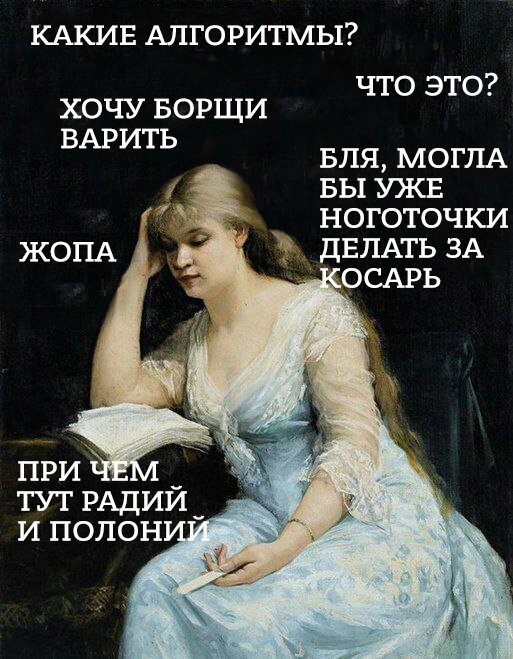 КАКИЕ АЛГОРИТМЫ?
ЧТО ЭТО?
ХОЧУ БОРЩИ
ВАРИТЬ
БЛЯ, МОГЛА
БЫ УЖЕ
НОГОТОЧКИ
ДЕЛАТЬ ЗА
КОСАРЬ
ЖОПА
ПРИ ЧЕМ
ТУТ РАДИЙ
И ПОЛОНИЙ